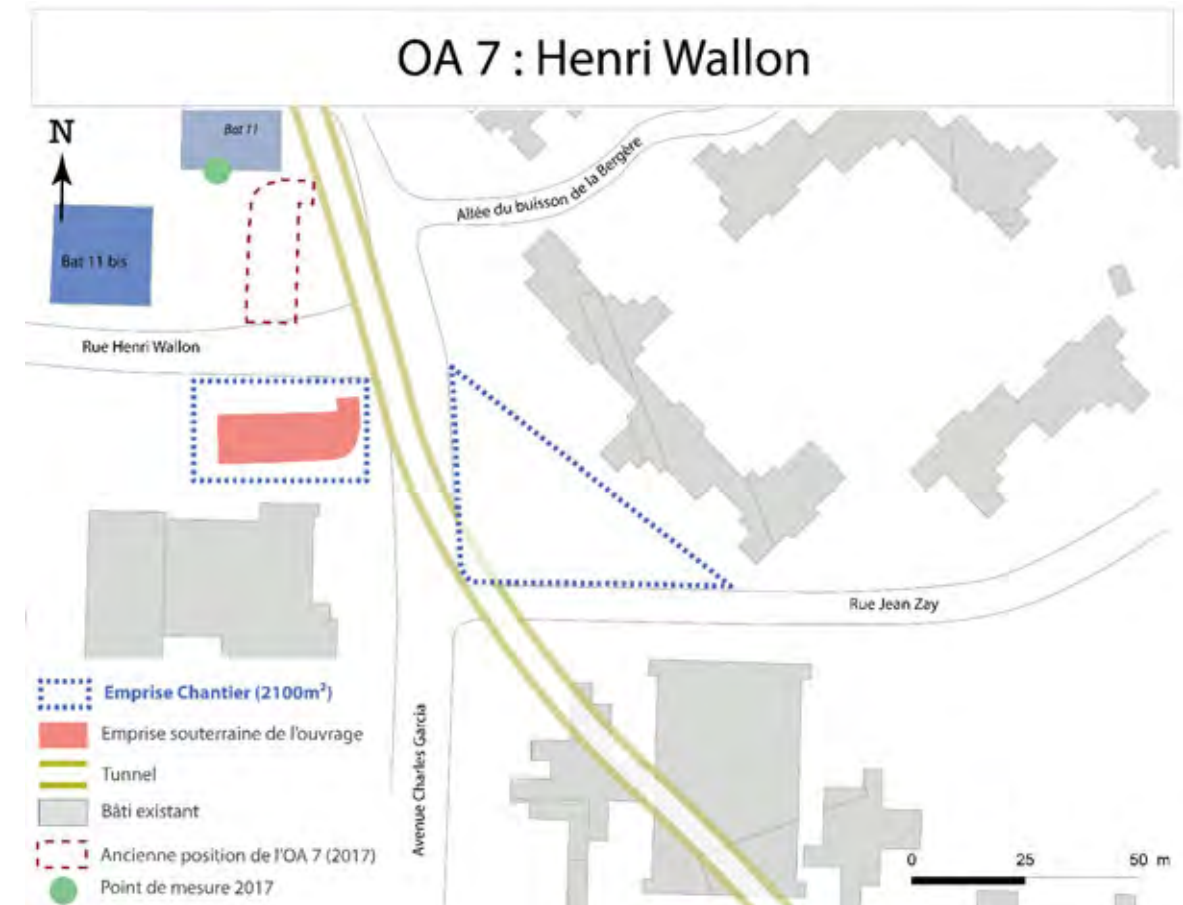 OA 7 : Henri Wallon
N
Bat 11
Allée du buisson de la Bergère
Bat 11 bis
Rue Henri Wallon
Rue Jean Zay
Avenue Charles Garcia
Emprise Chantier (2100m²)
Emprise souterraine de l'ouvrage
Tunnel
Bâti existant
Ancienne position de l'OA 7 (2017)
Point de mesure 2017
0 25 50 m